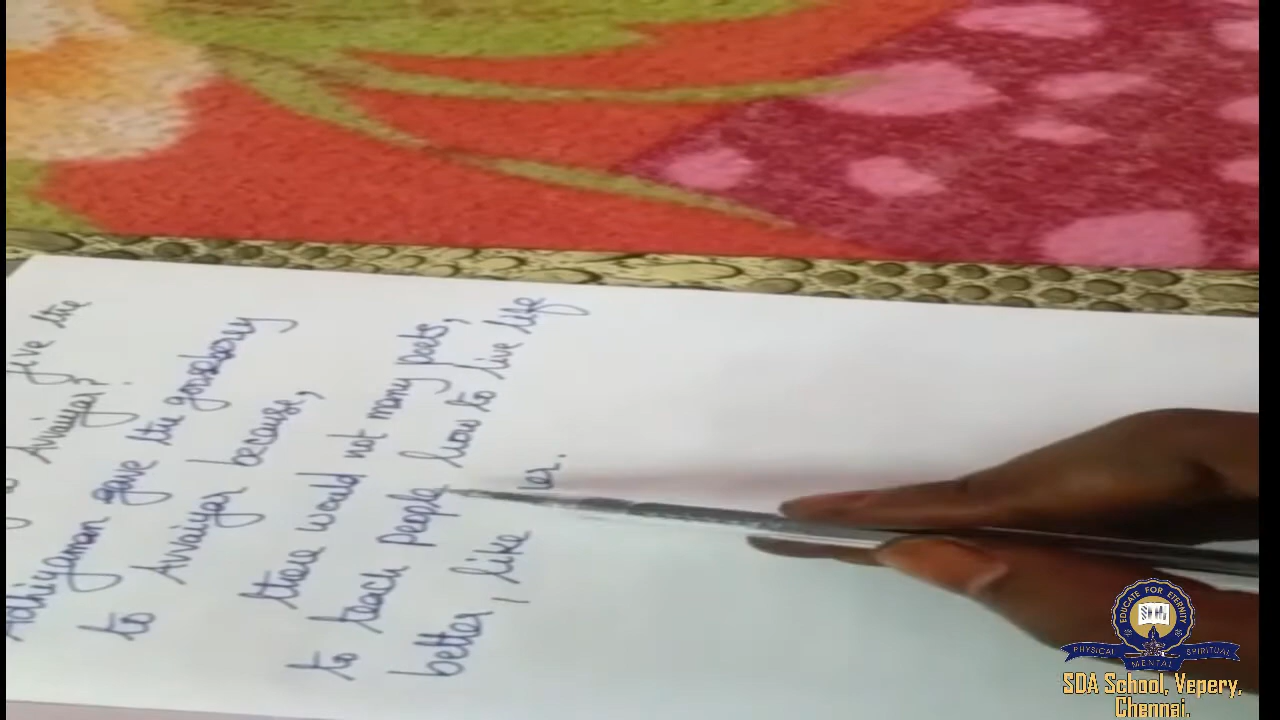 give the
Avvaiyar?
Adhiyaman gave the gooseberry
to Avvaiyar because,
there would not many poets,
to teach people how to live life
better, like
EDUCATE FOR ETERNITY
SDA
PHYSICAL MENTAL SPIRITUAL
SDA School, Vepery,
Chennai.